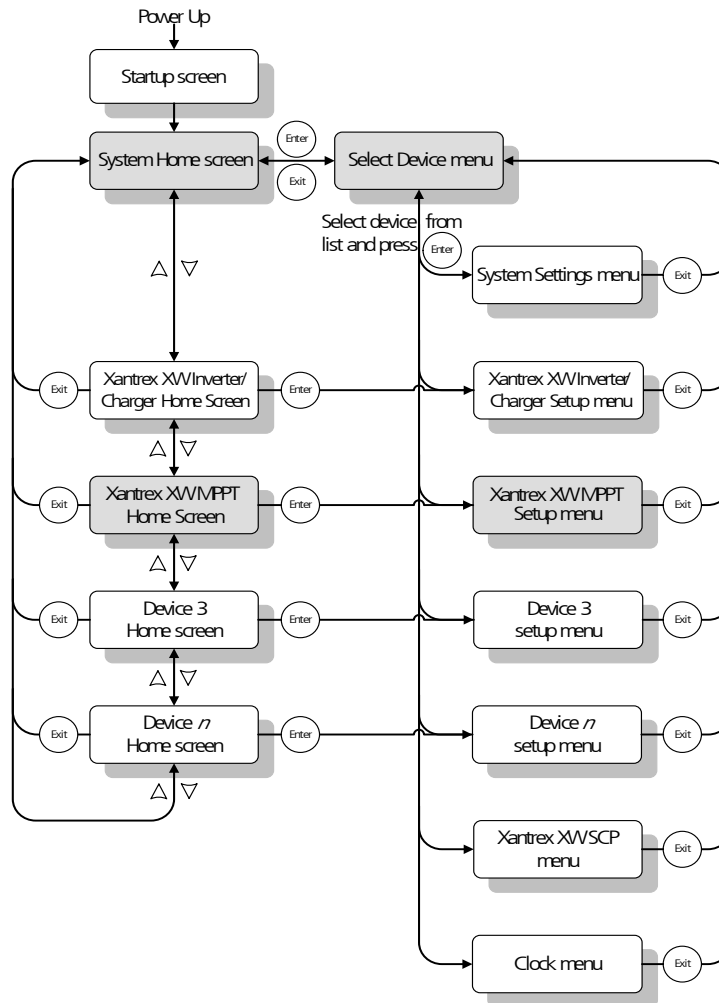 Power Up
Startup screen
System Home screen
Enter
Exit
Select Device menu
Select device from
list and press
Enter
System Settings menu
Exit
Exit
Xantrex XW Inverter/
Charger Home Screen
Enter
Xantrex XW Inverter/
Charger Setup menu
Exit
Exit
Xantrex XW MPPT
Home Screen
Enter
Xantrex XW MPPT
Setup menu
Exit
Exit
Device 3
Home screen
Enter
Device 3
setup menu
Exit
Exit
Device n
Home screen
Enter
Device n
setup menu
Exit
Xantrex XW SCP
menu
Exit
Clock menu
Exit